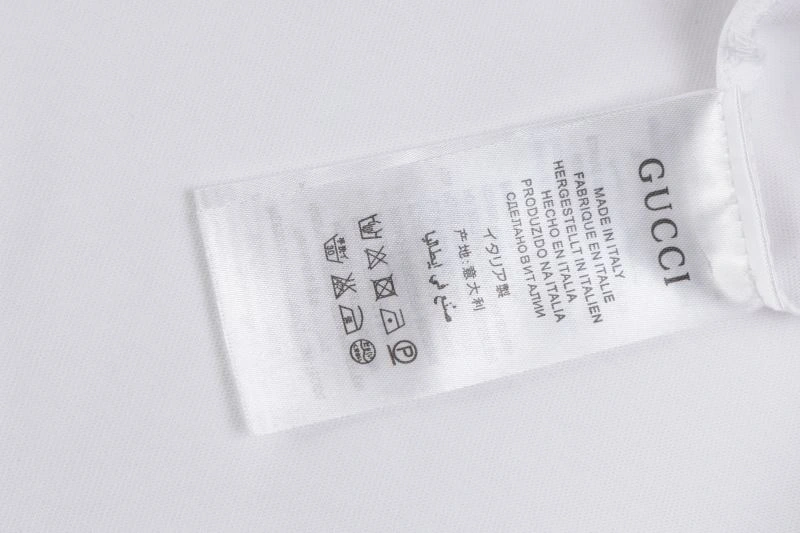 GUCCI
MADE IN ITALY
FABRIQUE EN ITALIE
HERGESTELLT IN ITALIEN
HECHO EN ITALIA
PRODUZIDO NA ITALIA
СДЕЛАНО В ИТАЛИИ
イタリア製
产地:意大利
صنع في إيطاليا
P
30